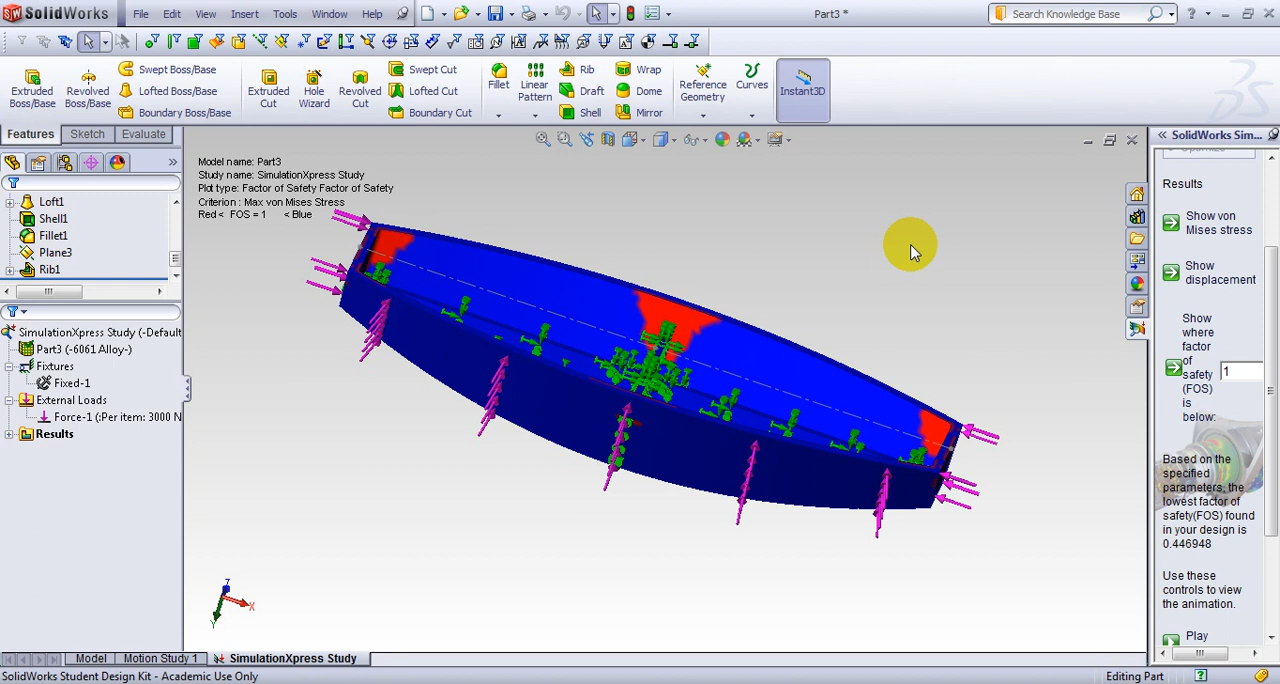 SolidWorks
File Edit View Insert Tools Window Help
Part3 *
Search Knowledge Base
Extruded Boss/Base
Revolved Boss/Base
Swept Boss/Base
Lofted Boss/Base
Boundary Boss/Base
Extruded Cut
Hole Wizard
Revolved Cut
Swept Cut
Lofted Cut
Boundary Cut
Fillet
Linear Pattern
Rib
Draft
Shell
Wrap
Dome
Mirror
Reference Geometry
Curves
Instant3D
Features Sketch Evaluate
Loft1
Shell1
Fillet1
Plane3
Rib1
SimulationXpress Study (-Default
Part3 (-6061 Alloy-)
Fixtures
Fixed-1
External Loads
Force-1 (:Per item: 3000 N
Results
Model name: Part3
Study name: SimulationXpress Study
Plot type: Factor of Safety Factor of Safety
Criterion : Max von Mises Stress
Red < FOS = 1 < Blue
Z
X
Y
SolidWorks Sim...
Optimize
Results
Show von
Mises stress
Show
displacement
Show
where
factor
of
safety
(FOS)
is
below:
1
Based on the
specified
parameters, the
lowest factor of
safety(FOS) found
in your design is
0.446948
Use these
controls to view
the animation.
Play
Model Motion Study 1 SimulationXpress Study
SolidWorks Student Design Kit - Academic Use Only
Editing Part